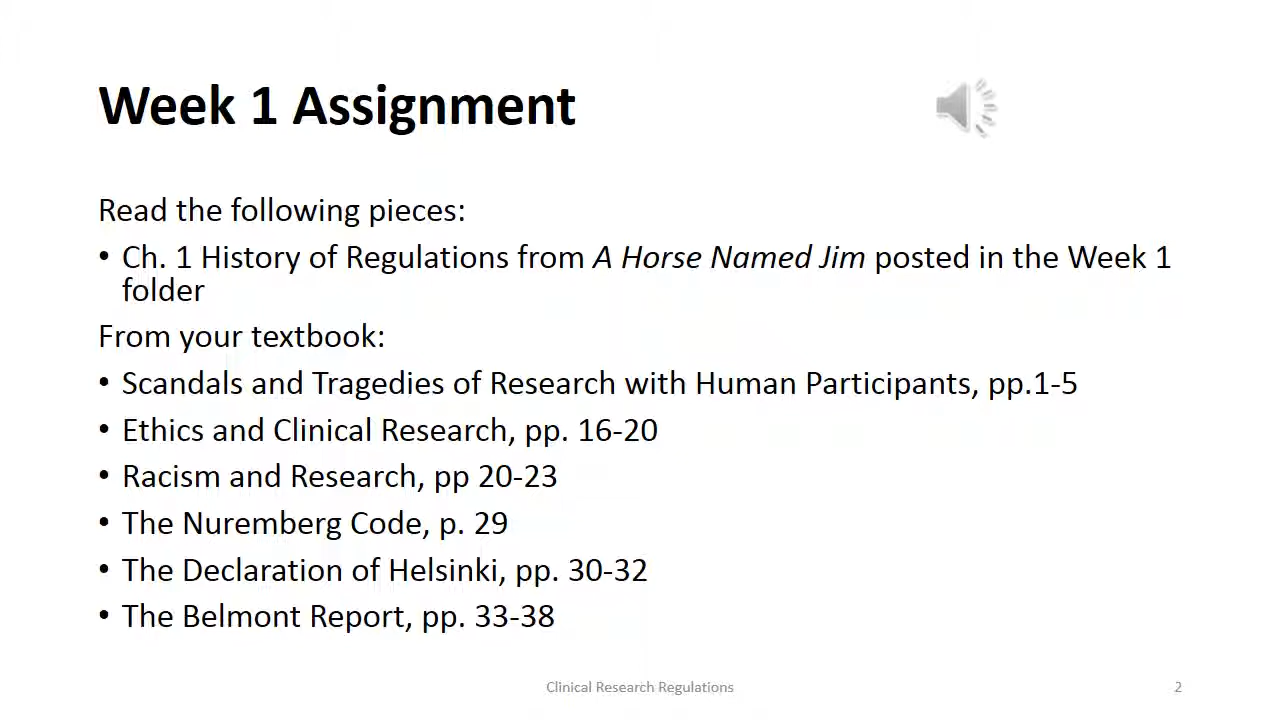 Week 1 Assignment
Read the following pieces:
• Ch. 1 History of Regulations from A Horse Named Jim posted in the Week 1
folder
From your textbook:
• Scandals and Tragedies of Research with Human Participants, pp.1-5
• Ethics and Clinical Research, pp. 16-20
• Racism and Research, pp 20-23
• The Nuremberg Code, p. 29
• The Declaration of Helsinki, pp. 30-32
• The Belmont Report, pp. 33-38
Clinical Research Regulations
2